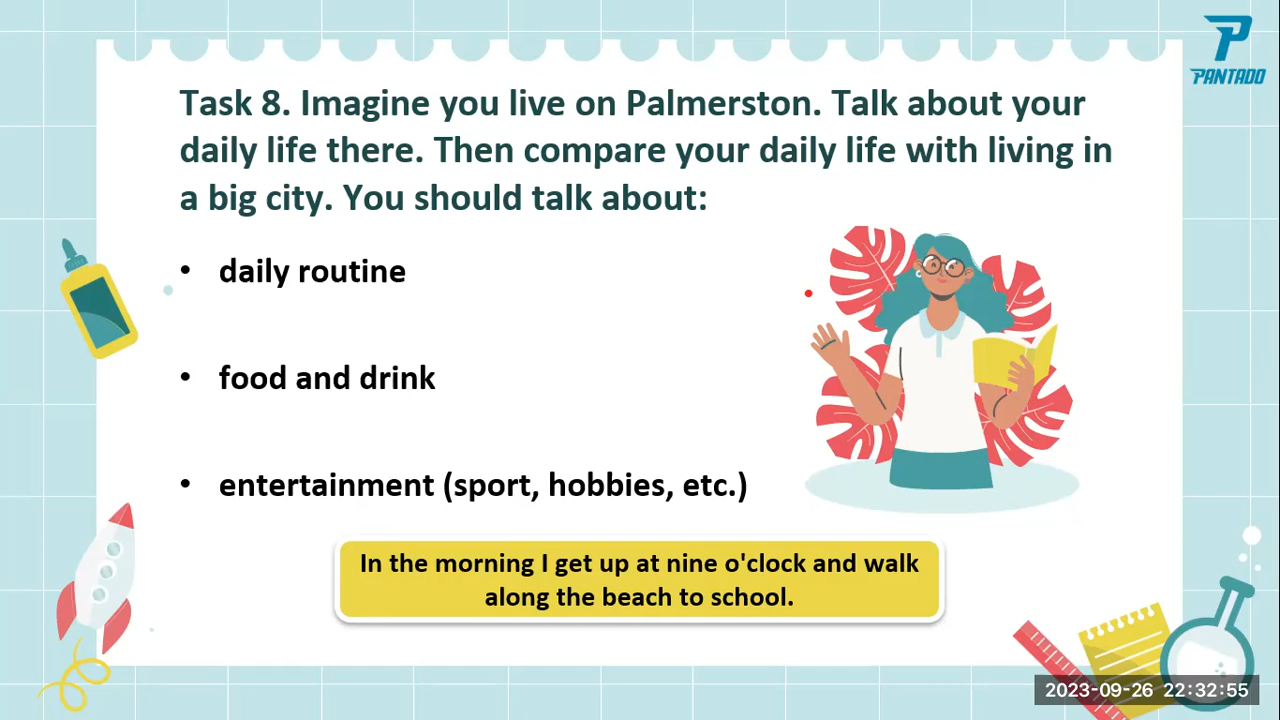 PANTADO
Task 8. Imagine you live on Palmerston. Talk about your
daily life there. Then compare your daily life with living in
a big city. You should talk about:
• daily routine
• food and drink
• entertainment (sport, hobbies, etc.)
In the morning I get up at nine o'clock and walk
along the beach to school.
2023-09-26 22:32:55